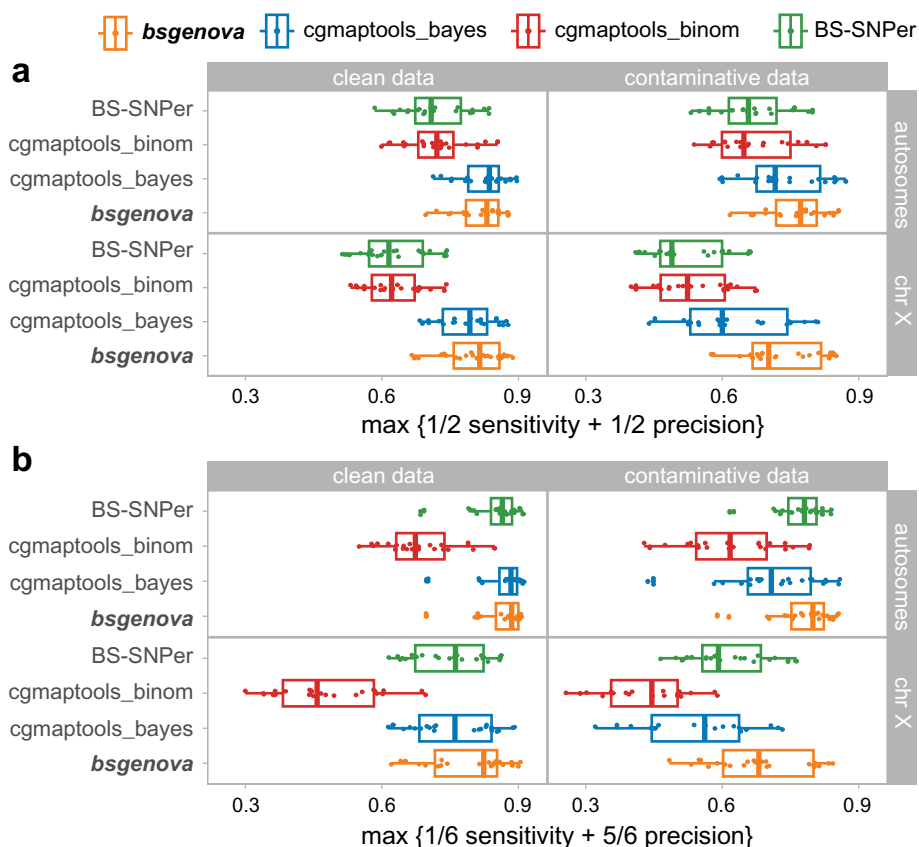 bsgenova cgmaptools_bayes cgmaptools_binom BS-SNPer
a
clean data contaminative data
BS-SNPer
cgmaptools_binom
cgmaptools_bayes
bsgenova
autosomes
BS-SNPer
cgmaptools_binom
cgmaptools_bayes
bsgenova
chr X
0.3 0.6 0.9 0.3 0.6 0.9
max {1/2 sensitivity + 1/2 precision}
b
clean data contaminative data
BS-SNPer
cgmaptools_binom
cgmaptools_bayes
bsgenova
autosomes
BS-SNPer
cgmaptools_binom
cgmaptools_bayes
bsgenova
chr X
0.3 0.6 0.9 0.3 0.6 0.9
max {1/6 sensitivity + 5/6 precision}